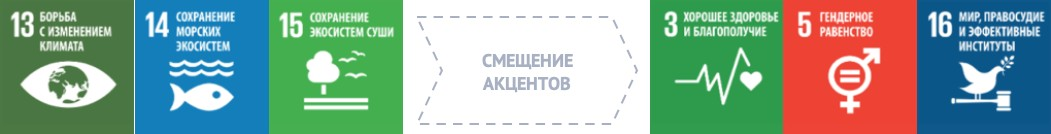 13 БОРЬБА
С ИЗМЕНЕНИЕМ
КЛИМАТА
14 СОХРАНЕНИЕ
МОРСКИХ
ЭКОСИСТЕМ
15 СОХРАНЕНИЕ
ЭКОСИСТЕМ СУШИ
СМЕЩЕНИЕ
АКЦЕНТОВ
3 ХОРОШЕЕ ЗДОРОВЬЕ
И БЛАГОПОЛУЧИЕ
5 ГЕНДЕРНОЕ
РАВЕНСТВО
16 МИР, ПРАВОСУДИЕ
И ЭФФЕКТИВНЫЕ
ИНСТИТУТЫ